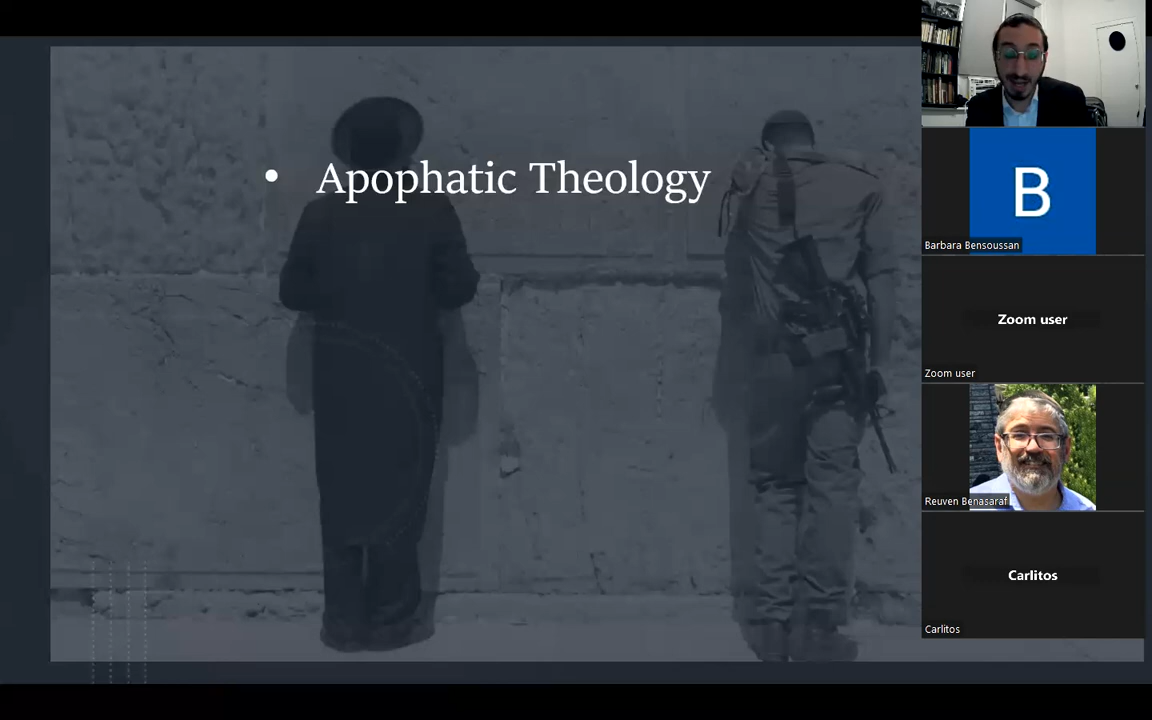 • Apophatic Theology
B
Barbara Bensoussan
Zoom user
Zoom user
Reuven Benasaraf
Carlitos
Carlitos